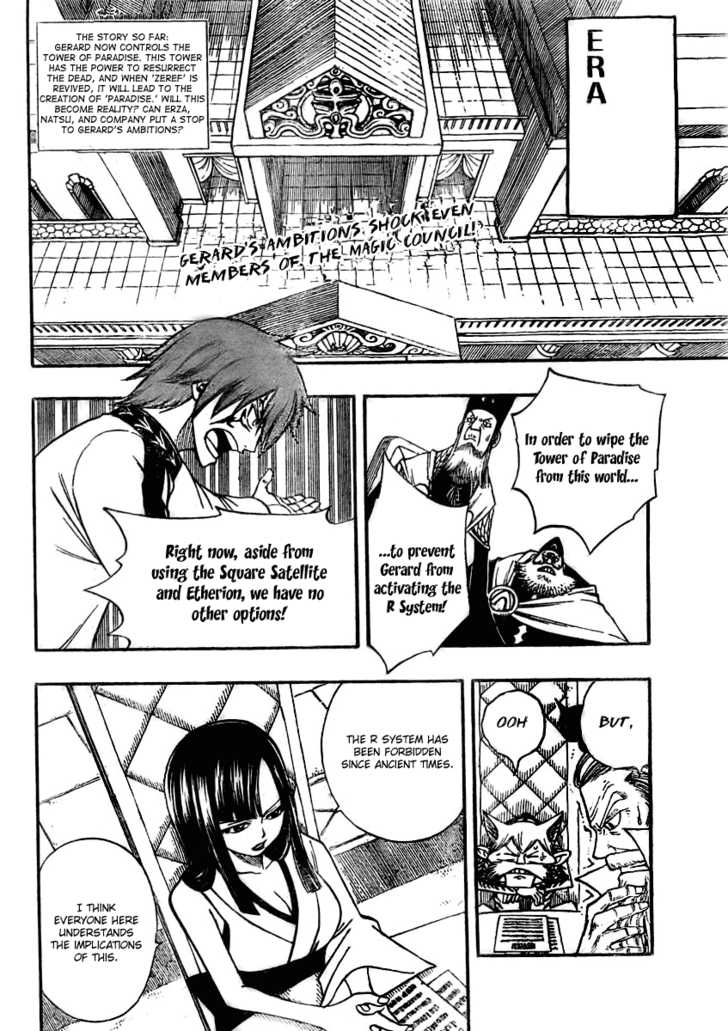 THE STORY SO FAR:
GERARD NOW CONTROLS THE
TOWER OF PARADISE. THIS TOWER
HAS THE POWER TO RESURRECT
THE DEAD, AND WHEN 'ZEREF' IS
REVIVED, IT WILL LEAD TO THE
CREATION OF 'PARADISE.' WILL THIS
BECOME REALITY? CAN ERZA,
NATSU, AND COMPANY PUT A STOP
TO GERARD'S AMBITIONS?
ERA
GERARD'S AMBITIONS SHOCK EVEN
MEMBERS OF THE MAGIC COUNCIL!
Right now, aside from
using the Square Satellite
and Etherion, we have no
other options!
In order to wipe the
Tower of Paradise
from this world...
...to prevent
Gerard from
activating the
R System!
THE R SYSTEM HAS
BEEN FORBIDDEN
SINCE ANCIENT TIMES.
I THINK
EVERYONE HERE
UNDERSTANDS
THE IMPLICATIONS
OF THIS.
BUT,
OOH